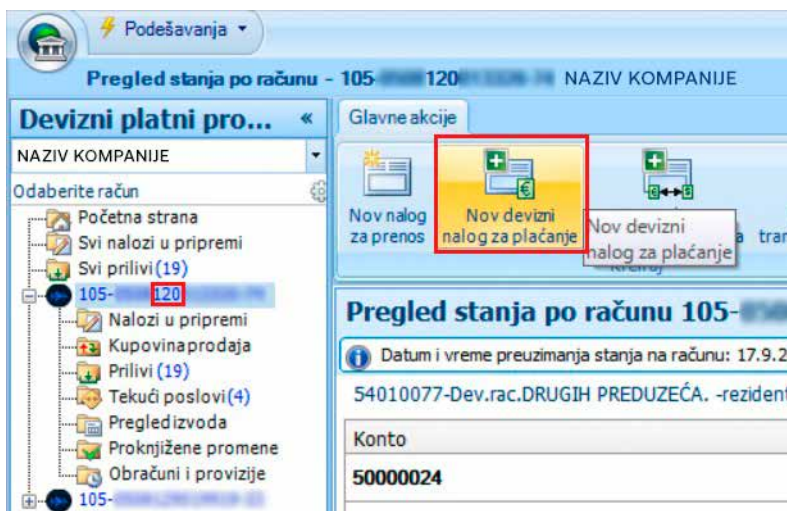 Podešavanja
Pregled stanja po računu - 105- 120 NAZIV KOMPANIJE
Devizni platni pro... «
NAZIV KOMPANIJE
Odaberite račun
Početna strana
Svi nalozi u pripremi
Svi prilivi (19)
105- 120
Nalozi u pripremi
Kupovina prodaja
Prilivi (19)
Tekući poslovi (4)
Pregled izvoda
Proknjižene promene
Obračuni i provizije
105-
Glavne akcije
Nov nalog
za prenos
Nov devizni
nalog za plaćanje
Nov devizni
nalog za plaćanje
a tran
Kreiraj
Pregled stanja po računu 105-
Datum i vreme preuzimanja stanja na računu: 17.9.2
54010077-Dev.rac.DRUGIH PREDUZEĆA. -rezident
Konto
50000024